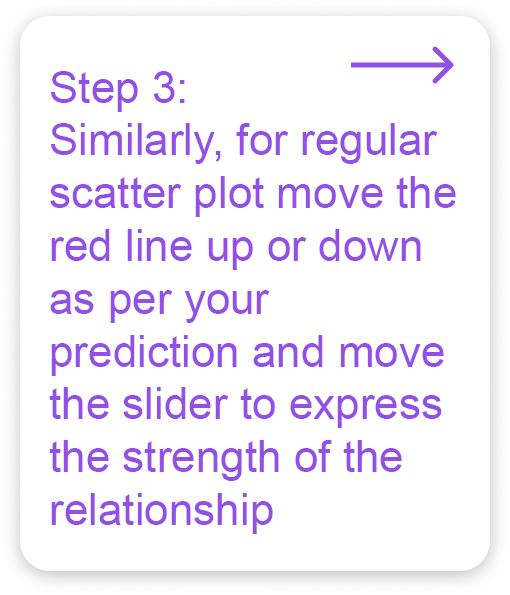 Step 3:
Similarly, for regular
scatter plot move the
red line up or down
as per your
prediction and move
the slider to express
the strength of the
relationship